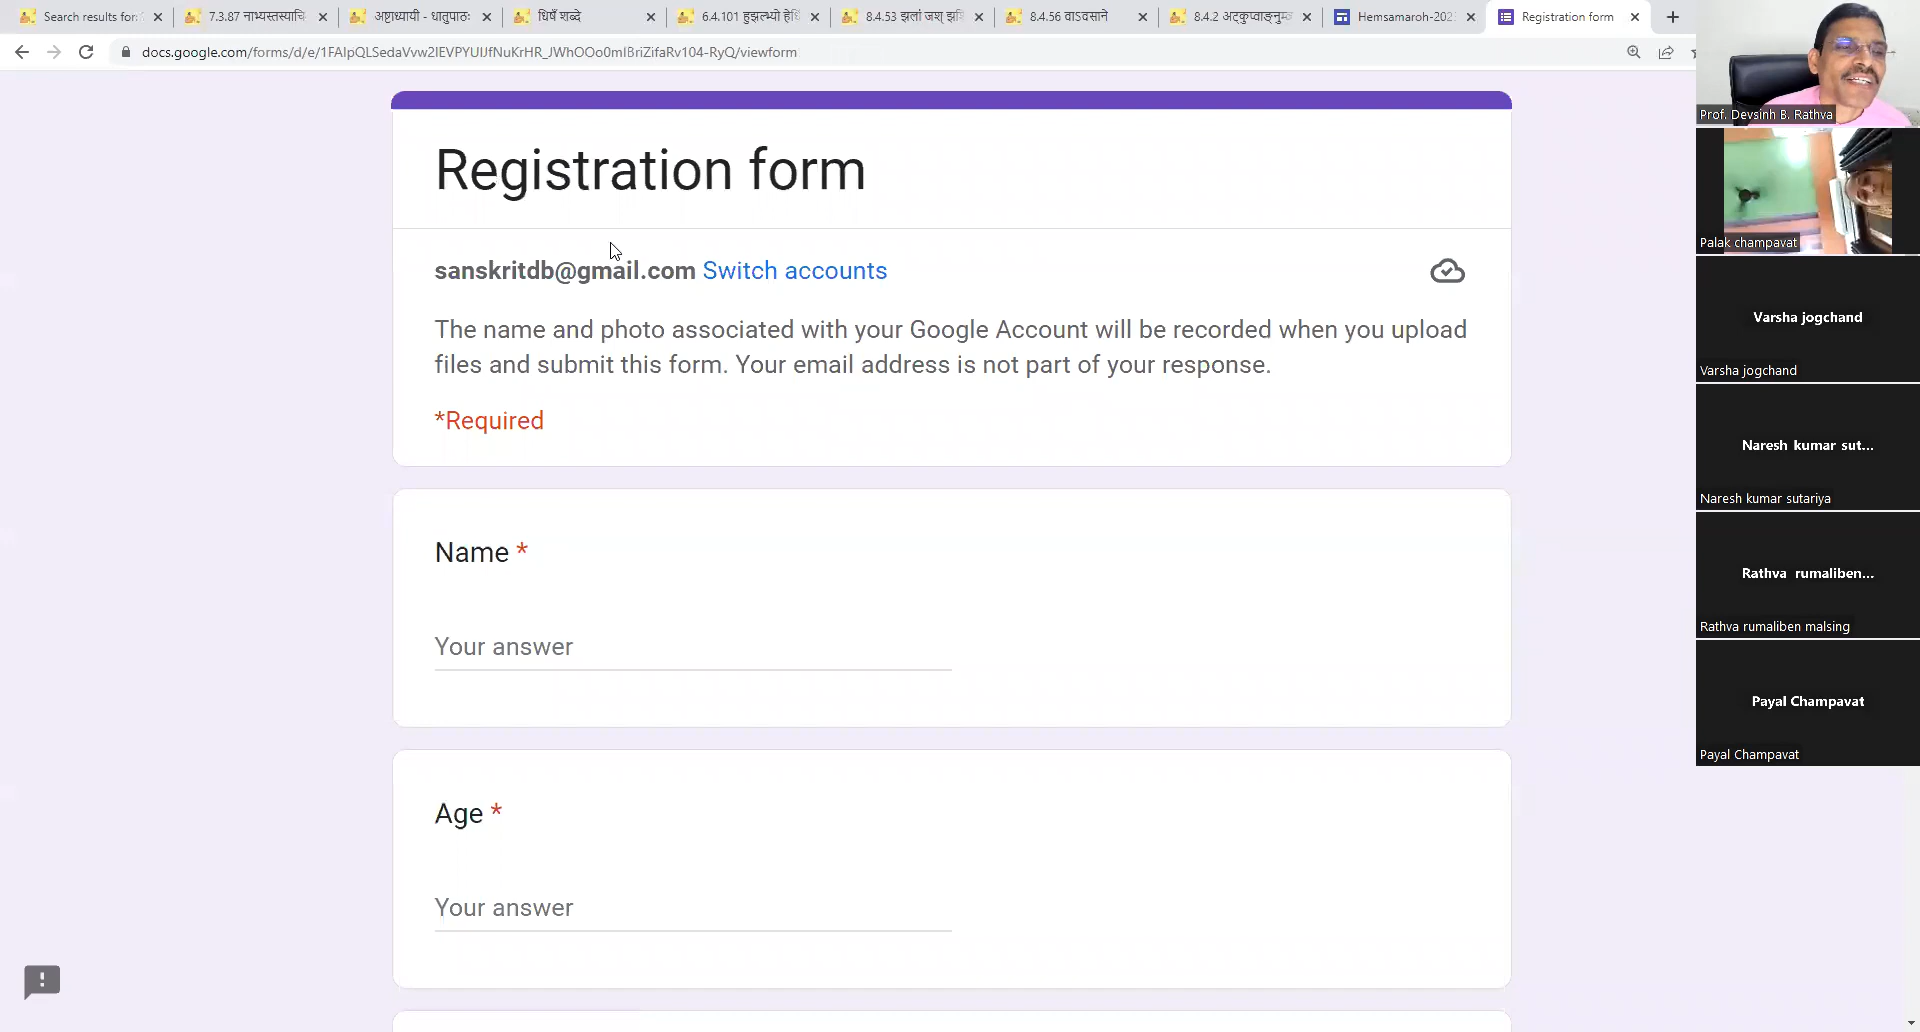 Search results for:
7.3.87 नाभ्यस्तस्याचि
अष्टाध्यायी - धातुपाठः
धिषँ शब्दे
6.4.101 हुझल्भ्यो हेर्धि
8.4.53 झलां जश् झशि
8.4.56 वाऽवसाने
8.4.2 अट्कुप्वाङ्नुम्व
Hemsamaroh-202
Registration form
docs.google.com/forms/d/e/1FAIpQLSedaVvw2lEVPYUlJfNuKrHR_JWhOOo0mlBriZifaRv104-RyQ/viewform
Registration form
sanskritdb@gmail.com Switch accounts
The name and photo associated with your Google Account will be recorded when you upload
files and submit this form. Your email address is not part of your response.
*Required
Name *
Your answer
Age *
Your answer
Prof. Devsinh B. Rathva
Palak champavat
Varsha jogchand
Varsha jogchand
Naresh kumar sut...
Naresh kumar sutariya
Rathva rumaliben...
Rathva rumaliben malsing
Payal Champavat
Payal Champavat